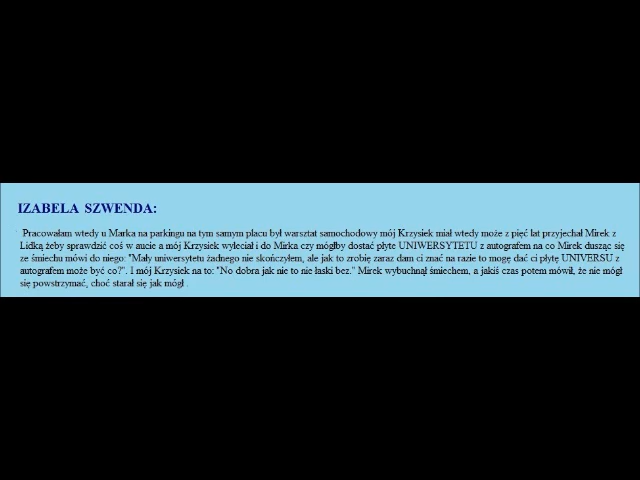 IZABELA SZWENDA:
Pracowałam wtedy u Marka na parkingu na tym samym placu był warsztat samochodowy mój Krzysiek miał wtedy może z pięć lat przyjechał Mirek z
Lidką żeby sprawdzić coś w aucie a mój Krzysiek wyleciał i do Mirka czy mógłby dostać płyte UNIWERSYTETU z autografem na co Mirek dusząc się
ze śmiechu mówi do niego: "Mały uniwersytetu żadnego nie skończyłem, ale jak to zrobię zaraz dam ci znać na razie to mogę dać ci płytę UNIVERSU z
autografem może być co?". I mój Krzysiek na to: "No dobra jak nie to nie łaski bez." Mirek wybuchnął śmiechem, a jakiś czas potem mówił, że nie mógł
się powstrzymać, choć starał się jak mógł .